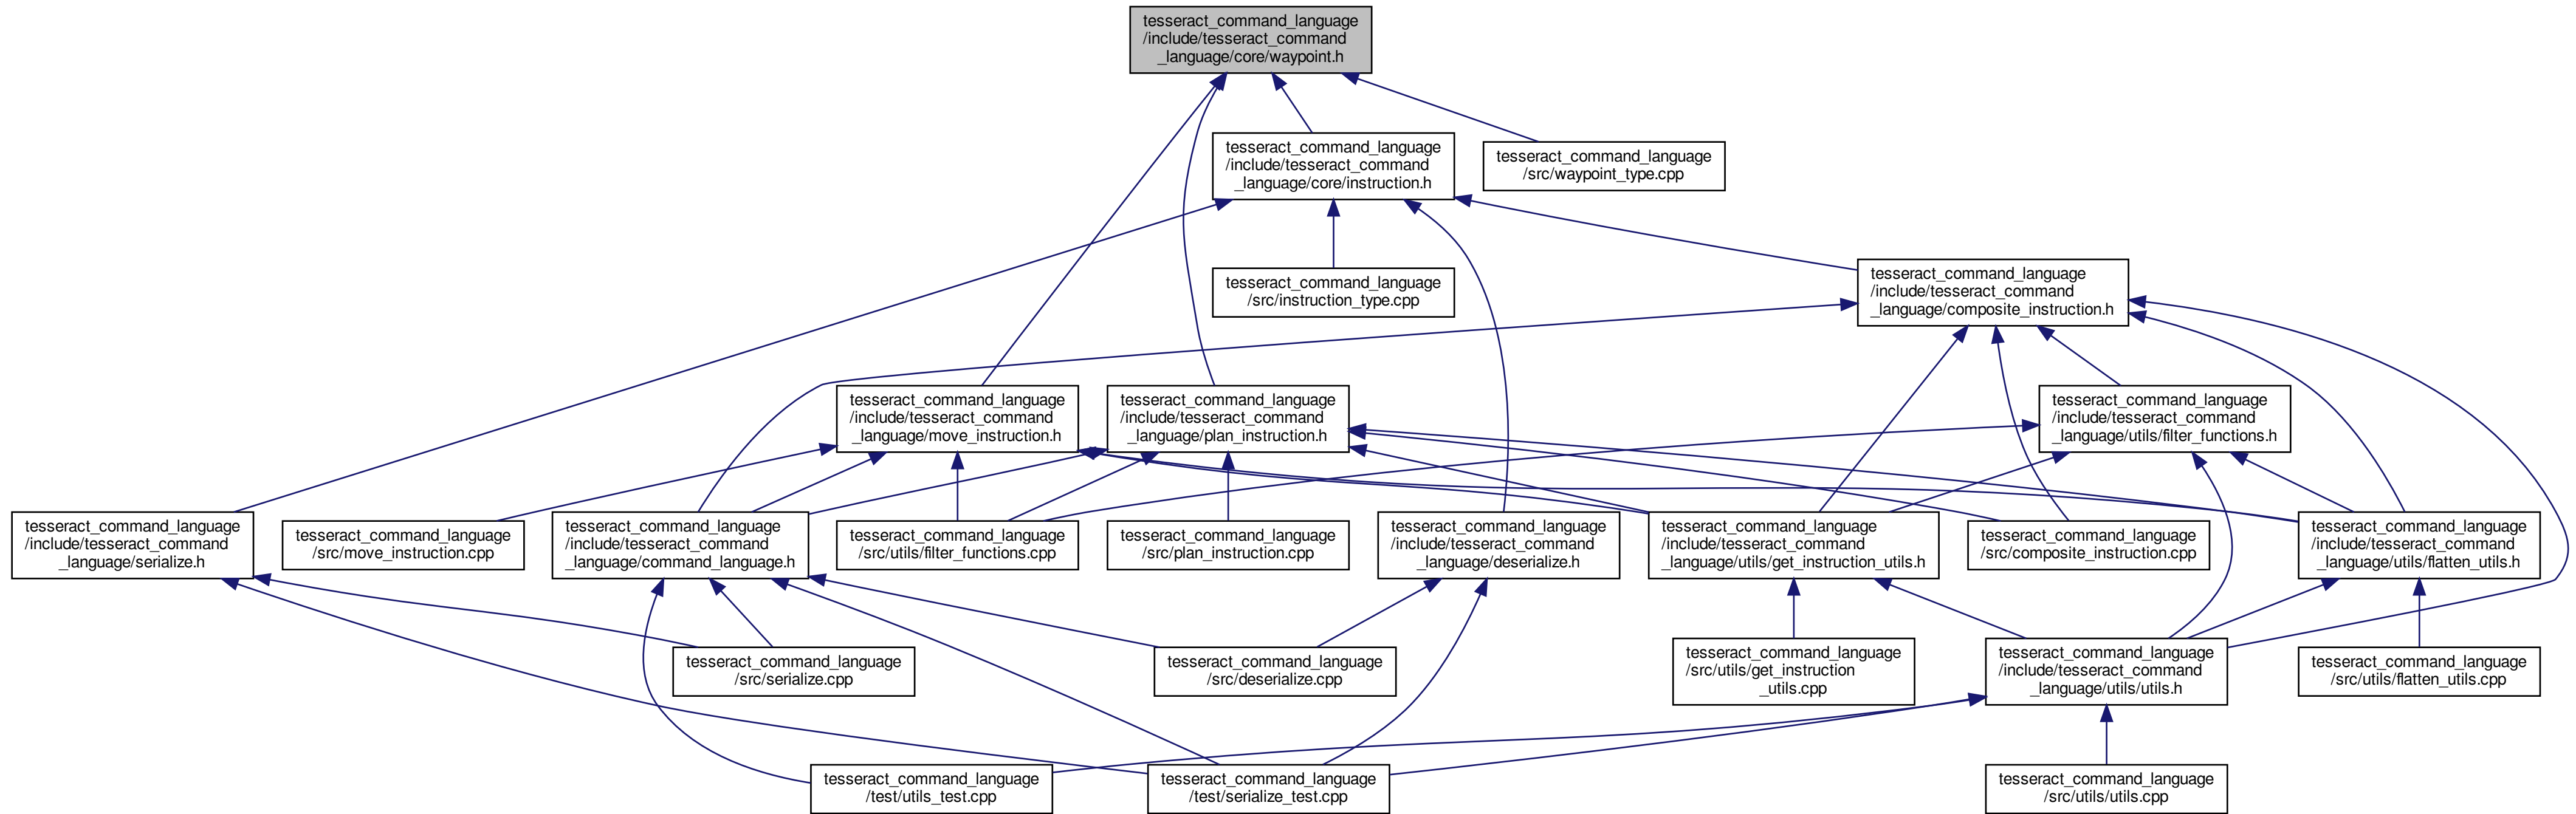 tesseract_command_language
/include/tesseract_command
_language/core/waypoint.h
tesseract_command_language
/include/tesseract_command
_language/core/instruction.h
tesseract_command_language
/src/waypoint_type.cpp
tesseract_command_language
/src/instruction_type.cpp
tesseract_command_language
/include/tesseract_command
_language/composite_instruction.h
tesseract_command_language
/include/tesseract_command
_language/move_instruction.h
tesseract_command_language
/include/tesseract_command
_language/plan_instruction.h
tesseract_command_language
/include/tesseract_command
_language/utils/filter_functions.h
tesseract_command_language
/include/tesseract_command
_language/serialize.h
tesseract_command_language
/src/move_instruction.cpp
tesseract_command_language
/include/tesseract_command
_language/command_language.h
tesseract_command_language
/src/utils/filter_functions.cpp
tesseract_command_language
/src/plan_instruction.cpp
tesseract_command_language
/include/tesseract_command
_language/deserialize.h
tesseract_command_language
/include/tesseract_command
_language/utils/get_instruction_utils.h
tesseract_command_language
/src/composite_instruction.cpp
tesseract_command_language
/include/tesseract_command
_language/utils/flatten_utils.h
tesseract_command_language
/src/serialize.cpp
tesseract_command_language
/src/deserialize.cpp
tesseract_command_language
/src/utils/get_instruction
_utils.cpp
tesseract_command_language
/include/tesseract_command
_language/utils/utils.h
tesseract_command_language
/src/utils/flatten_utils.cpp
tesseract_command_language
/test/utils_test.cpp
tesseract_command_language
/test/serialize_test.cpp
tesseract_command_language
/src/utils/utils.cpp